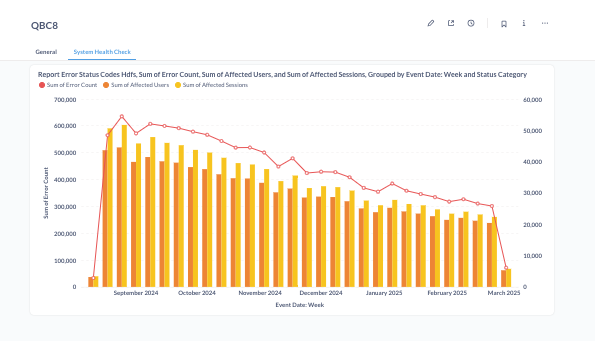 QBC8
General
System Health Check
Report Error Status Codes Hdfs, Sum of Error Count, Sum of Affected Users, and Sum of Affected Sessions, Grouped by Event Date: Week and Status Category
Sum of Error Count
Sum of Affected Users
Sum of Affected Sessions
700,000
600,000
500,000
400,000
300,000
200,000
100,000
0
Sum of Error Count
60,000
50,000
40,000
30,000
20,000
10,000
0
September 2024
October 2024
November 2024
December 2024
January 2025
February 2025
March 2025
Event Date: Week